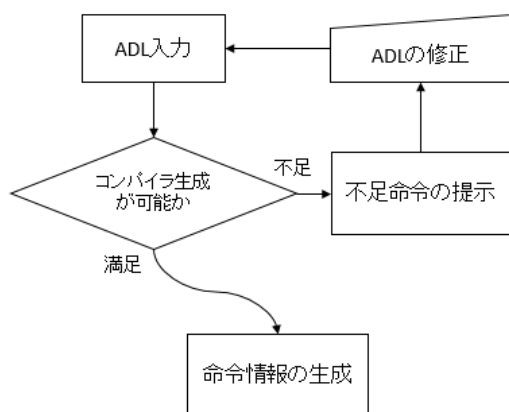 ADL入力
ADLの修正
コンパイラ生成
が可能か
不足
不足命令の提示
満足
命令情報の生成